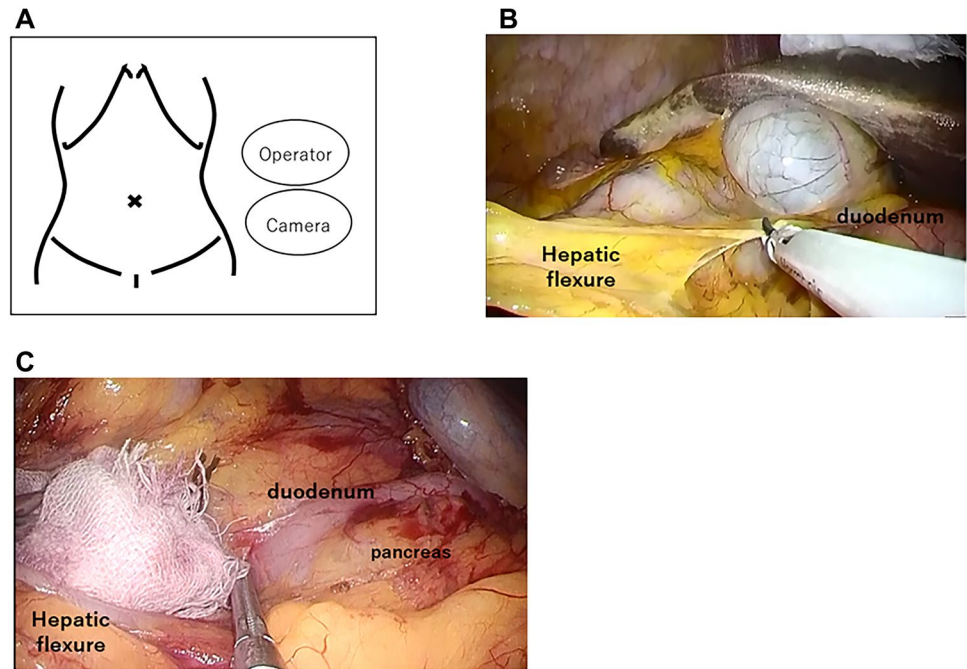 A
Operator
Camera
B
duodenum
Hepatic
flexure
C
duodenum
pancreas
Hepatic
flexure